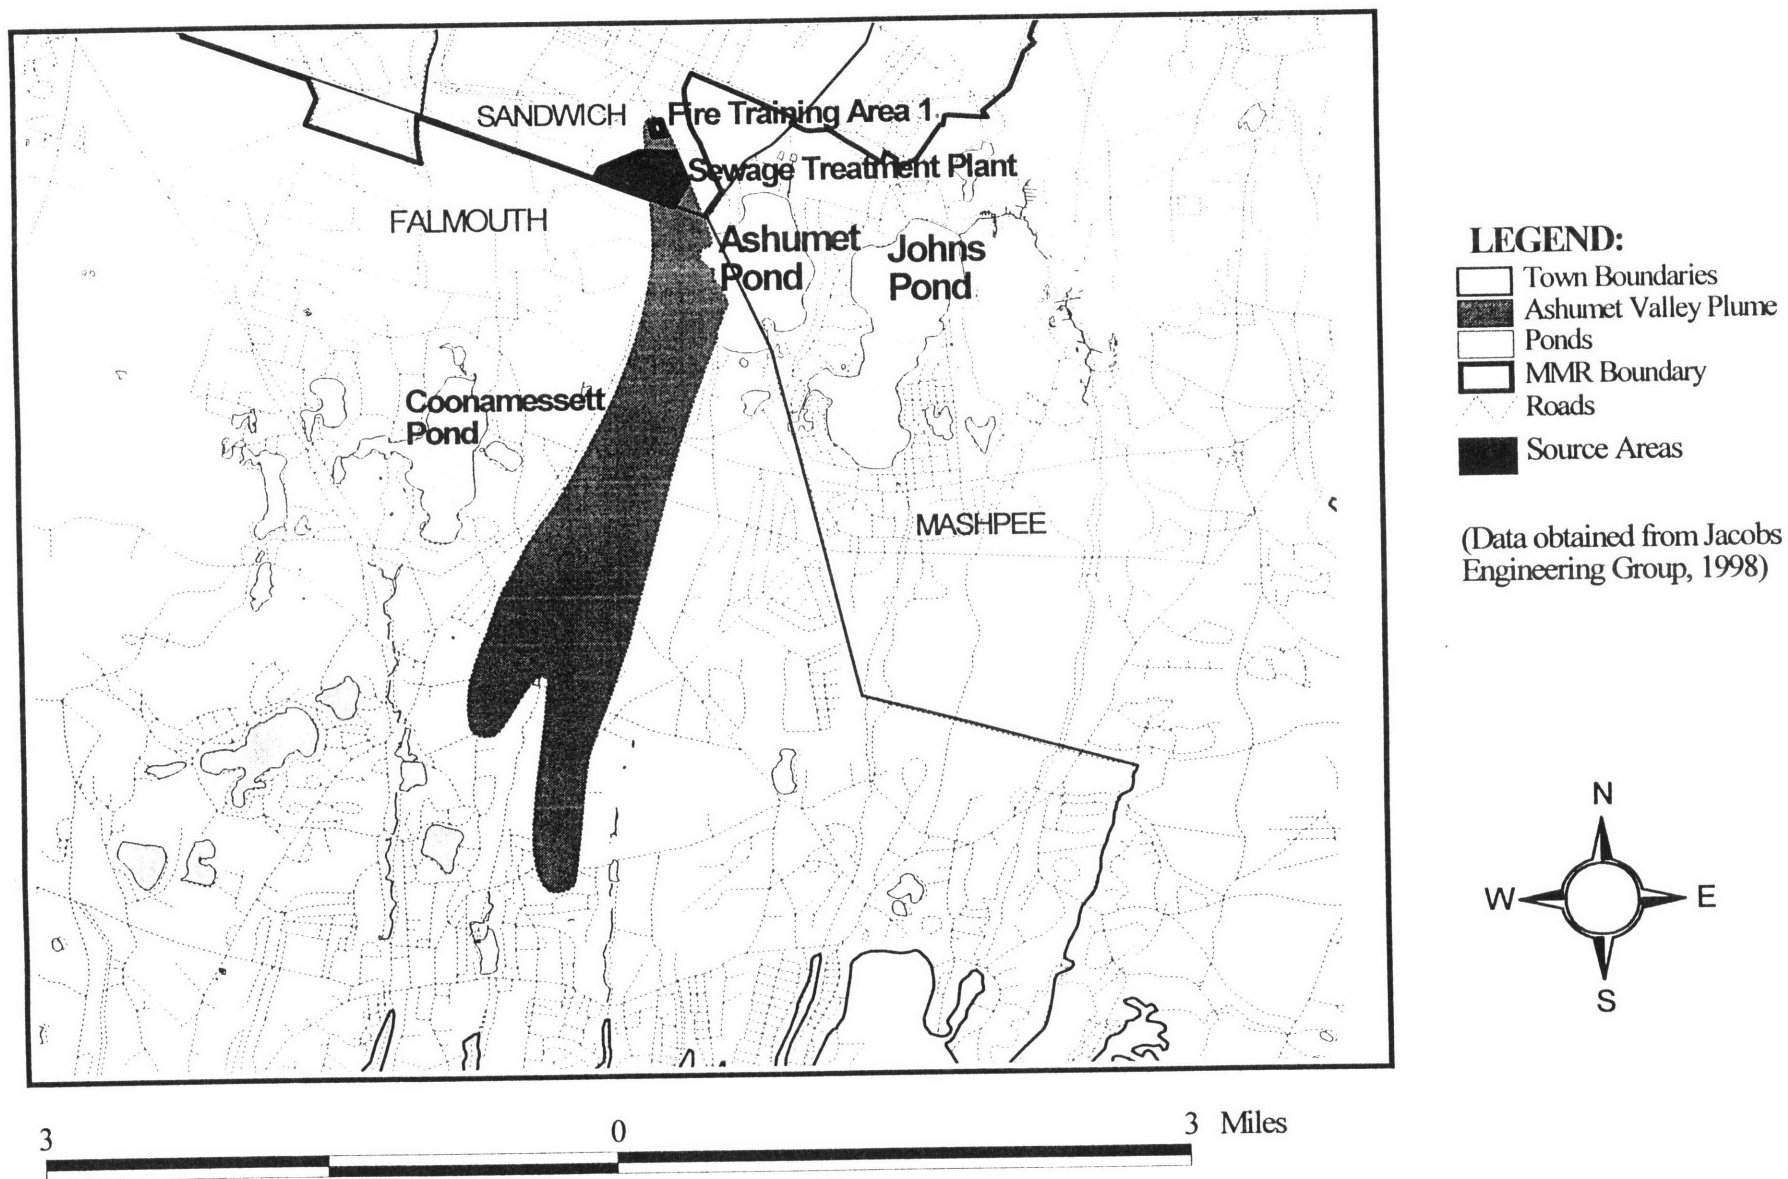 SANDWICH
Fire Training Area 1
Sewage Treatment Plant
FALMOUTH
Ashumet
Pond
Johns
Pond
Coonamessett
Pond
MASHPEE
LEGEND:
Town Boundaries
Ashumet Valley Plume
Ponds
MMR Boundary
Roads
Source Areas
(Data obtained from Jacobs
Engineering Group, 1998)
N
W E
S
3 0 3 Miles